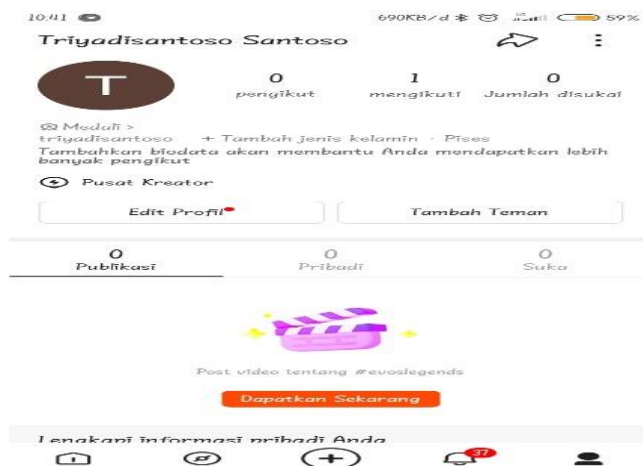 10.41 690KB/d 59%
Triyadisantoso Santoso
T
0 1 0
pengikut mengikuti Jumlah disukai
Medali >
triyadisantoso + Tambah jenis kelamin · Pises
Tambahkan biodata akan membantu Anda mendapatkan lebih
banyak pengikut
Pusat Kreator
Edit Profil Tambah Teman
0 0 0
Publikasi Pribadi Suka
Post video tentang #evoslegends
Dapatkan Sekarang
Lengkapi informasi pribadi Anda
37